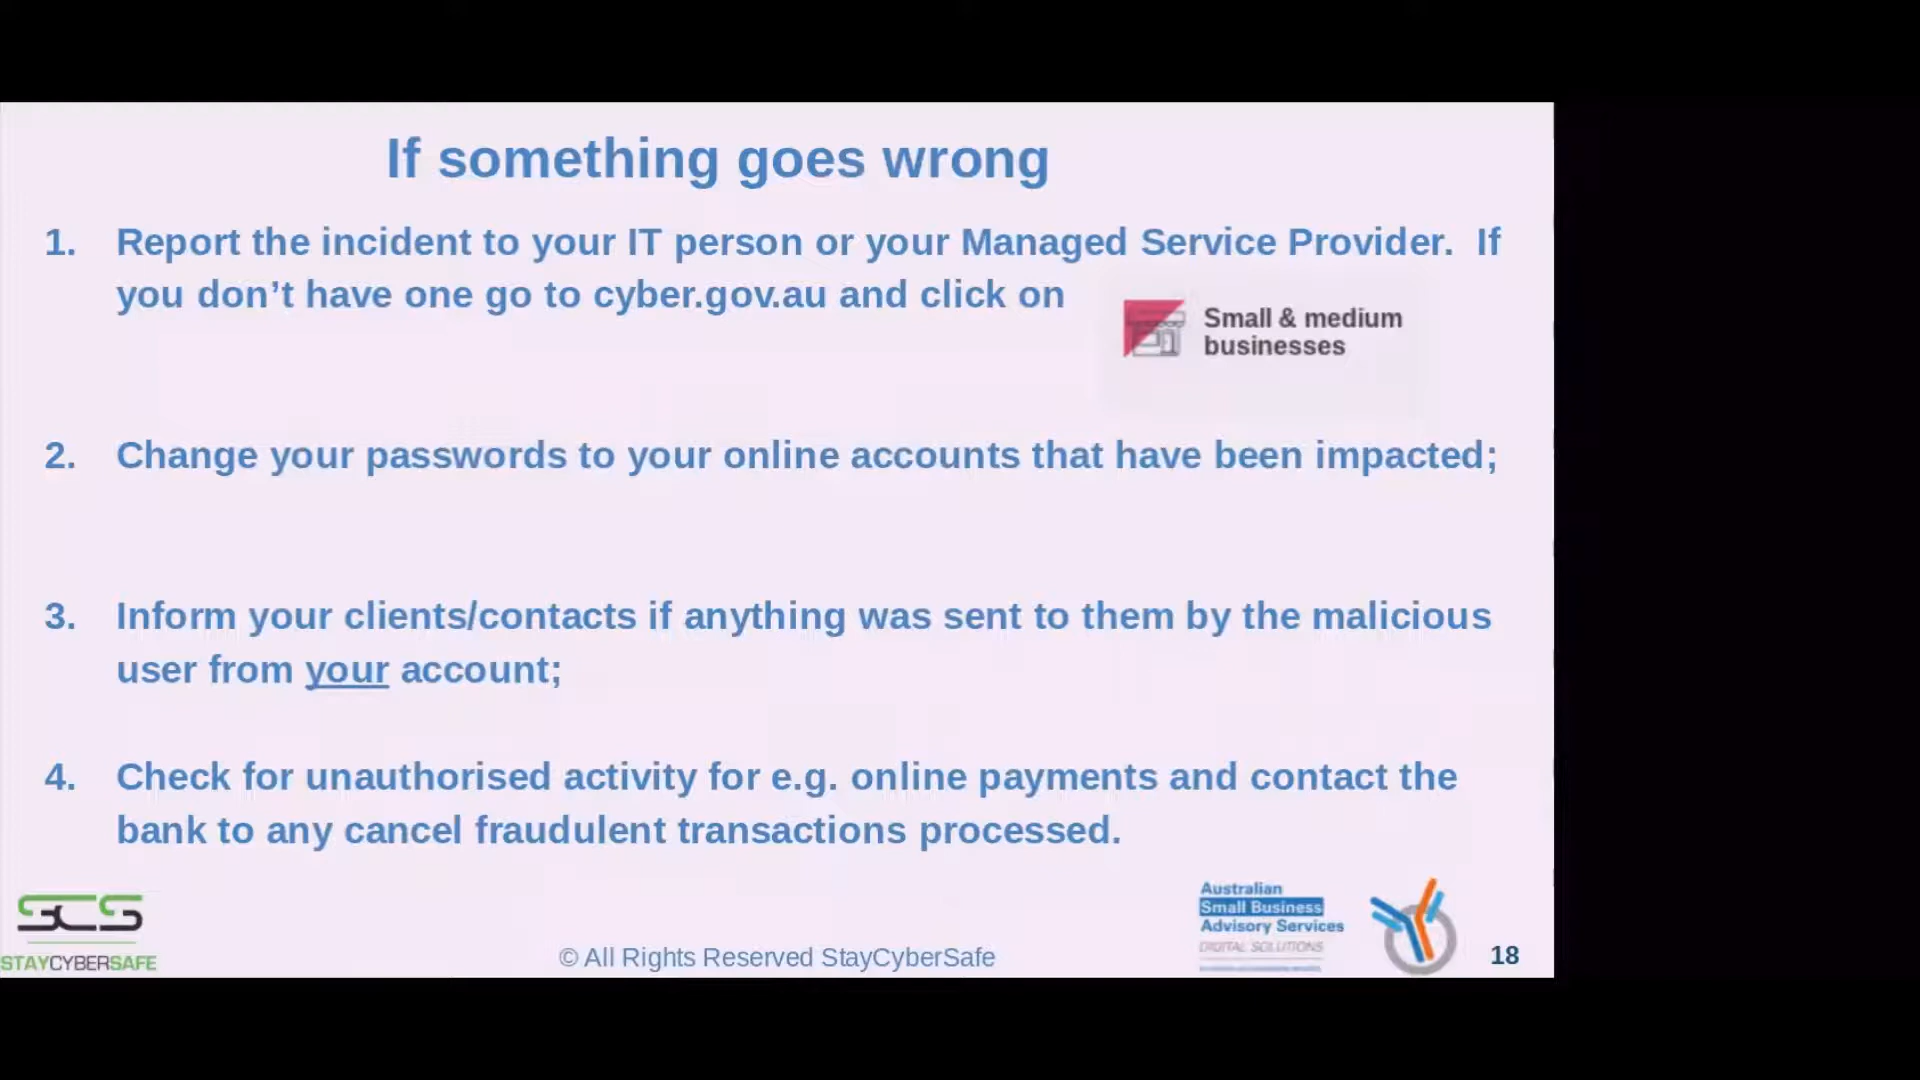 If something goes wrong
1. Report the incident to your IT person or your Managed Service Provider.  If
you don’t have one go to cyber.gov.au and click on
Small & medium
businesses
2. Change your passwords to your online accounts that have been impacted;
3. Inform your clients/contacts if anything was sent to them by the malicious
user from your account;
4. Check for unauthorised activity for e.g. online payments and contact the
bank to any cancel fraudulent transactions processed.
SCS
STAYCYBERSAFE
© All Rights Reserved StayCyberSafe
Australian
Small Business
Advisory Services
DIGITAL SOLUTIONS
18